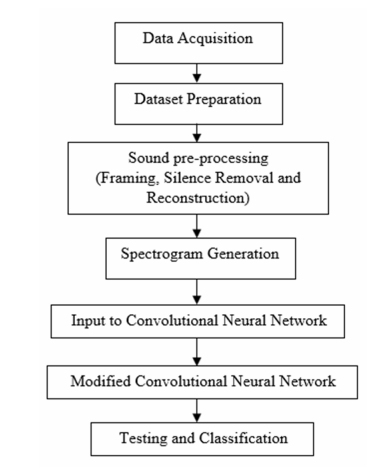 Data Acquisition
Dataset Preparation
Sound pre-processing
(Framing, Silence Removal and
Reconstruction)
Spectrogram Generation
Input to Convolutional Neural Network
Modified Convolutional Neural Network
Testing and Classification